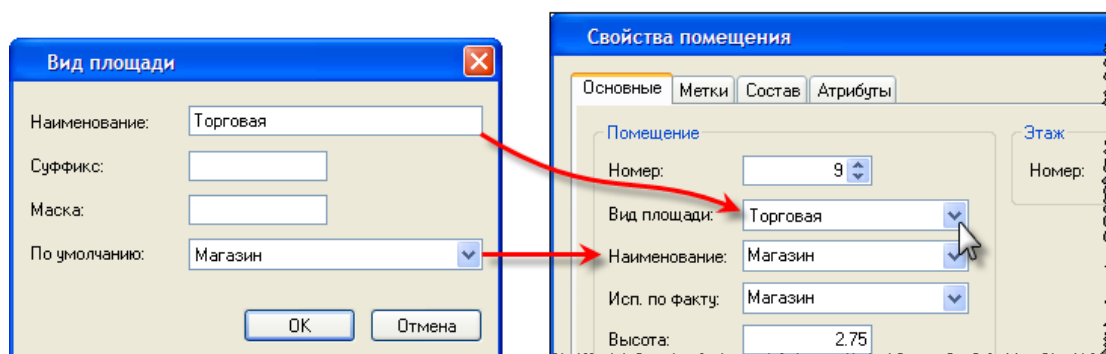 Вид площади
Наименование: Торговая
Суффикс:
Маска:
По умолчанию: Магазин
OK Отмена
Свойства помещения
Основные Метки Состав Атрибуты
Помещение
Номер: 9
Вид площади: Торговая
Наименование: Магазин
Исп. по факту: Магазин
Высота: 2.75
Этаж
Номер: